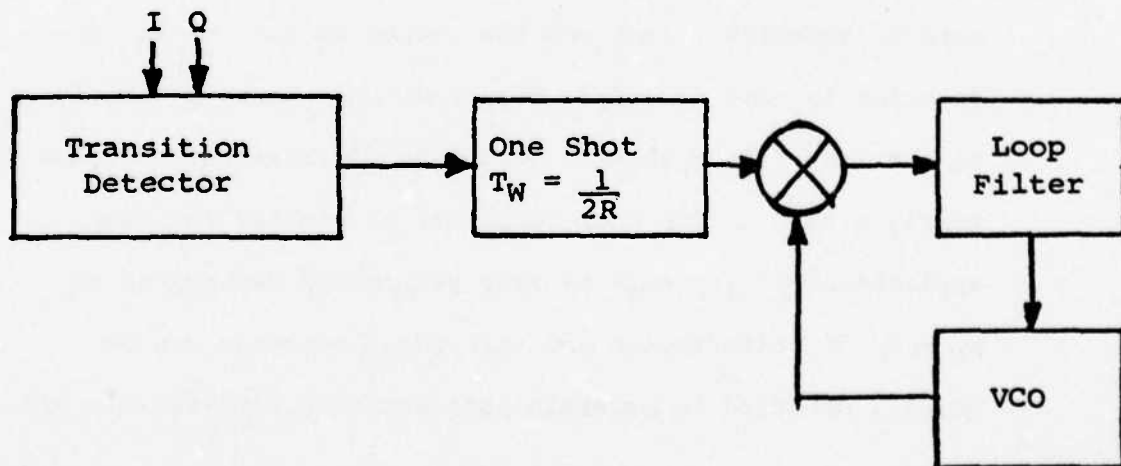 I Q
Transition
Detector
One Shot
T_W = 1/2R
Loop
Filter
VCO